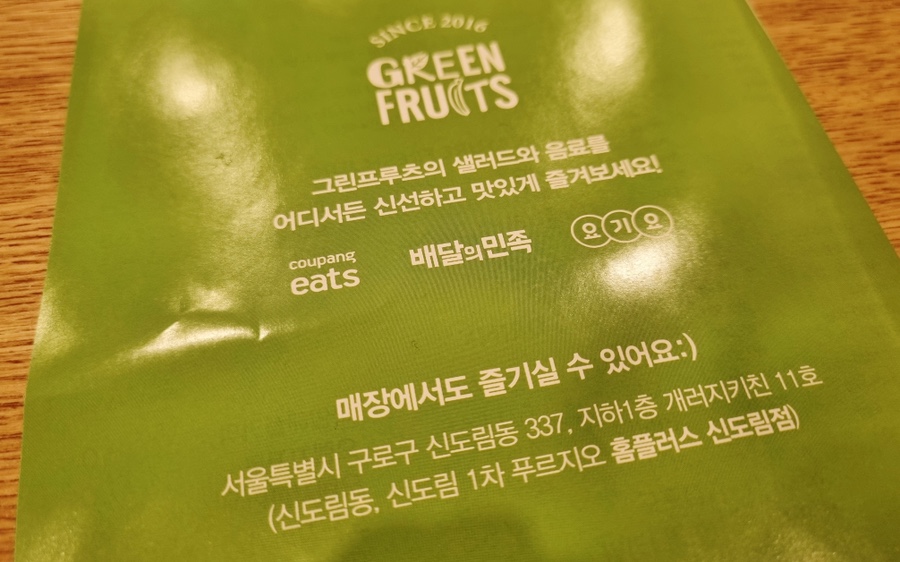 SINCE 2016
GREEN
FRUITS
그린프루츠의 샐러드와 음료를
어디서든 신선하고 맛있게 즐겨보세요!
coupang
eats
배달의민족
요기요
매장에서도 즐기실 수 있어요:)
서울특별시 구로구 신도림동 337, 지하1층 개러지키친 11호
(신도림동, 신도림 1차 푸르지오 홈플러스 신도림점)